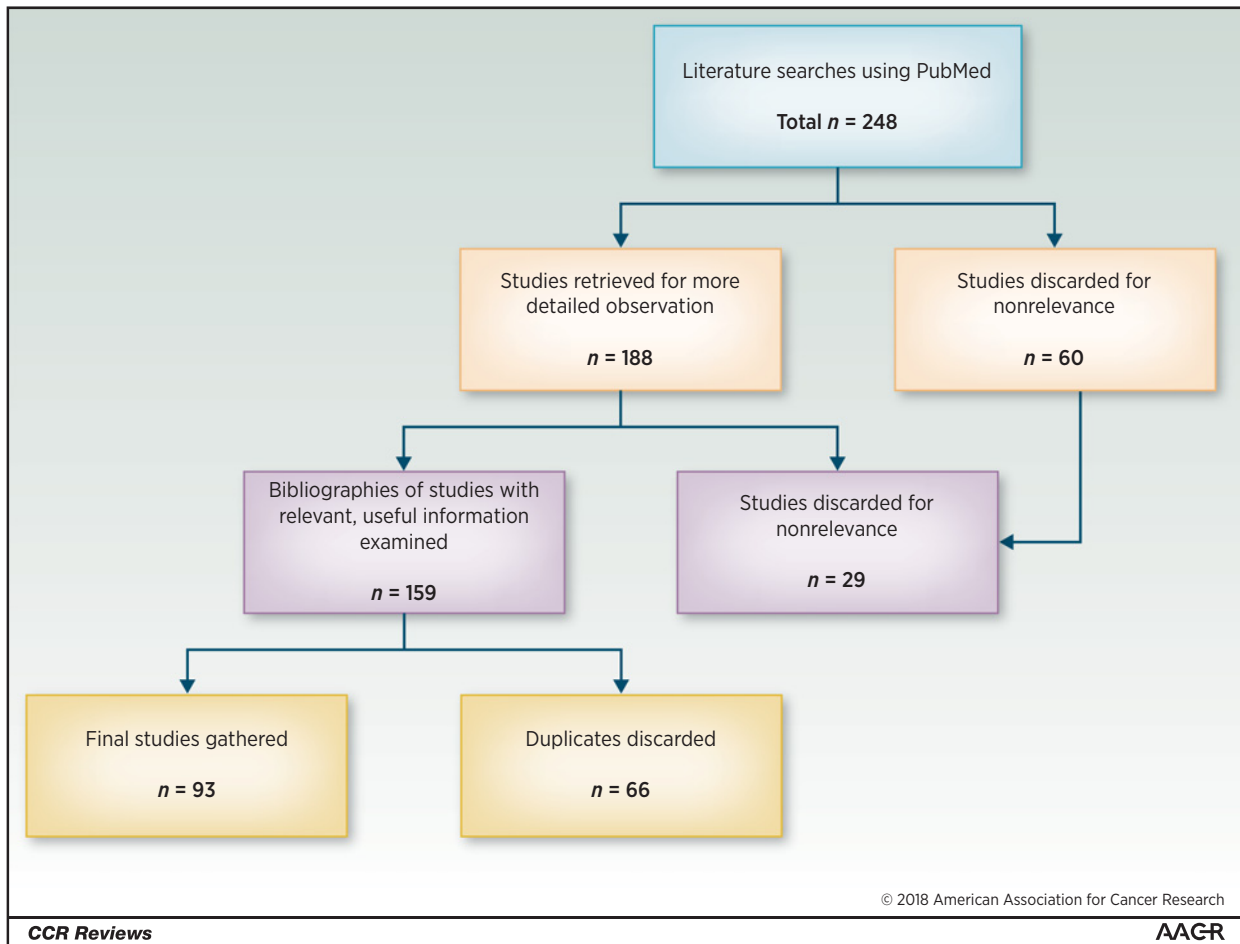 Literature searches using PubMed
Total n = 248
Studies retrieved for more
detailed observation
n = 188
Studies discarded for
nonrelevance
n = 60
Bibliographies of studies with
relevant, useful information
examined
n = 159
Studies discarded for
nonrelevance
n = 29
Final studies gathered
n = 93
Duplicates discarded
n = 66
© 2018 American Association for Cancer Research
CCR Reviews
AACR